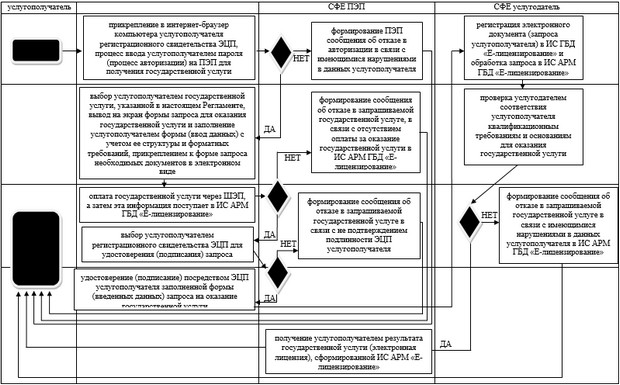 услугополучатель
СФЕ ПЭП
СФЕ услугодатель
прикрепление в интернет-браузер
компьютера услугополучателя
регистрационного свидетельства ЭЦП,
процесс ввода услугополучателем пароля
(процесс авторизации) на ПЭП для
получения государственной услуги
НЕТ
формирование ПЭП
сообщения об отказе в
авторизации в связи с
имеющимися нарушениями
в данных услугополучателя
регистрация электронного
документа (запроса
услугополучателя) в ИС ГБД
«Е-лицензирование» и
обработка запроса в ИС АРМ
ГБД «Е-лицензирование»
выбор услугополучателем государственной
услуги, указанной в настоящем Регламенте,
вывод на экран формы запроса для оказания
государственной услуги и заполнение
услугополучателем формы (ввод данных) с
учетом ее структуры и форматных
требований, прикреплением к форме запроса
необходимых документов в электронном
виде
ДА
НЕТ
формирование сообщения
об отказе в запрашиваемой
государственной услуге, в
связи с отсутствием
оплаты за оказание
государственной услуги в
ИС АРМ ГБД «Е-
лицензирование»
проверка услугодателем
соответствия
услугополучателя
квалификационным
требованиям и основаниям
для оказания
государственной услуги
оплата государственной услуги через ШЭП,
а затем эта информация поступает в ИС АРМ
ГБД «Е-лицензирование»
ДА
выбор услугополучателем
регистрационного свидетельства ЭЦП для
удостоверения (подписания) запроса
НЕТ
формирование сообщения об
отказе в запрашиваемой
государственной услуге в
связи с не подтверждением
подлинности ЭЦП
услугополучателя
НЕТ
формирование сообщения об
отказе в запрашиваемой
государственной услуге в
связи с имеющимися
нарушениями в данных
услугополучателя в ИС АРМ
ГБД «Е-лицензирование»
удостоверение (подписание) посредством ЭЦП
услугополучателя заполненной формы
(введенных данных) запроса на оказание
государственной услуги
ДА
получение услугополучателем результата
государственной услуги (электронная
лицензия), сформированной ИС АРМ «Е-
лицензирование»
ДА